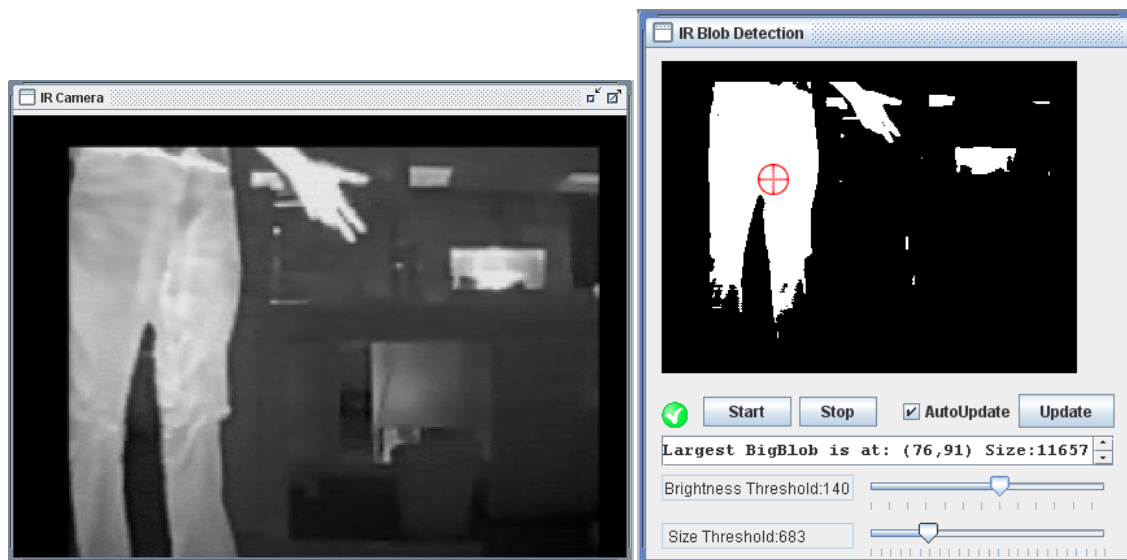 IR Camera
IR Blob Detection
Start
Stop
AutoUpdate
Update
Largest BigBlob is at: (76,91) Size:11657
Brightness Threshold:140
Size Threshold:683